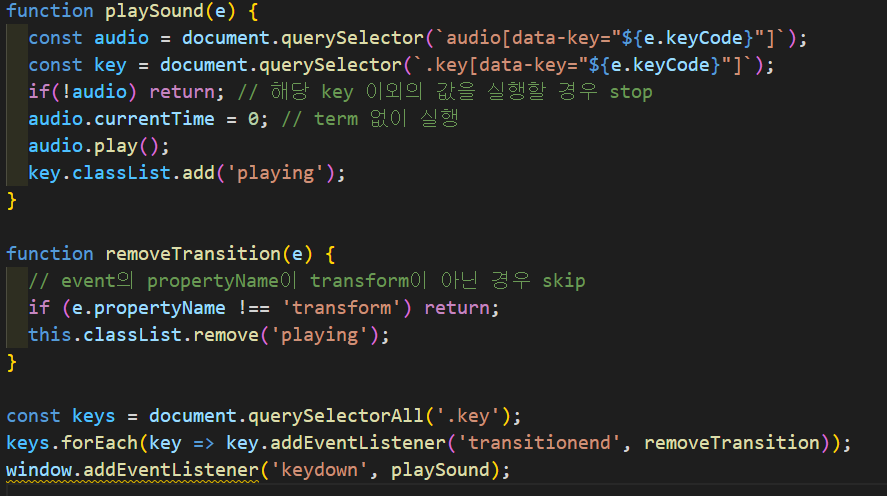 function playSound(e) {
  const audio = document.querySelector(`audio[data-key="${e.keyCode}"]`);
  const key = document.querySelector(`.key[data-key="${e.keyCode}"]`);
  if(!audio) return; // 해당 key 이외의 값을 실행할 경우 stop
  audio.currentTime = 0; // term 없이 실행
  audio.play();
  key.classList.add('playing');
}

function removeTransition(e) {
  // event의 propertyName이 transform이 아닌 경우 skip
  if (e.propertyName !== 'transform') return;
  this.classList.remove('playing');
}

const keys = document.querySelectorAll('.key');
keys.forEach(key => key.addEventListener('transitionend', removeTransition));
window.addEventListener('keydown', playSound);